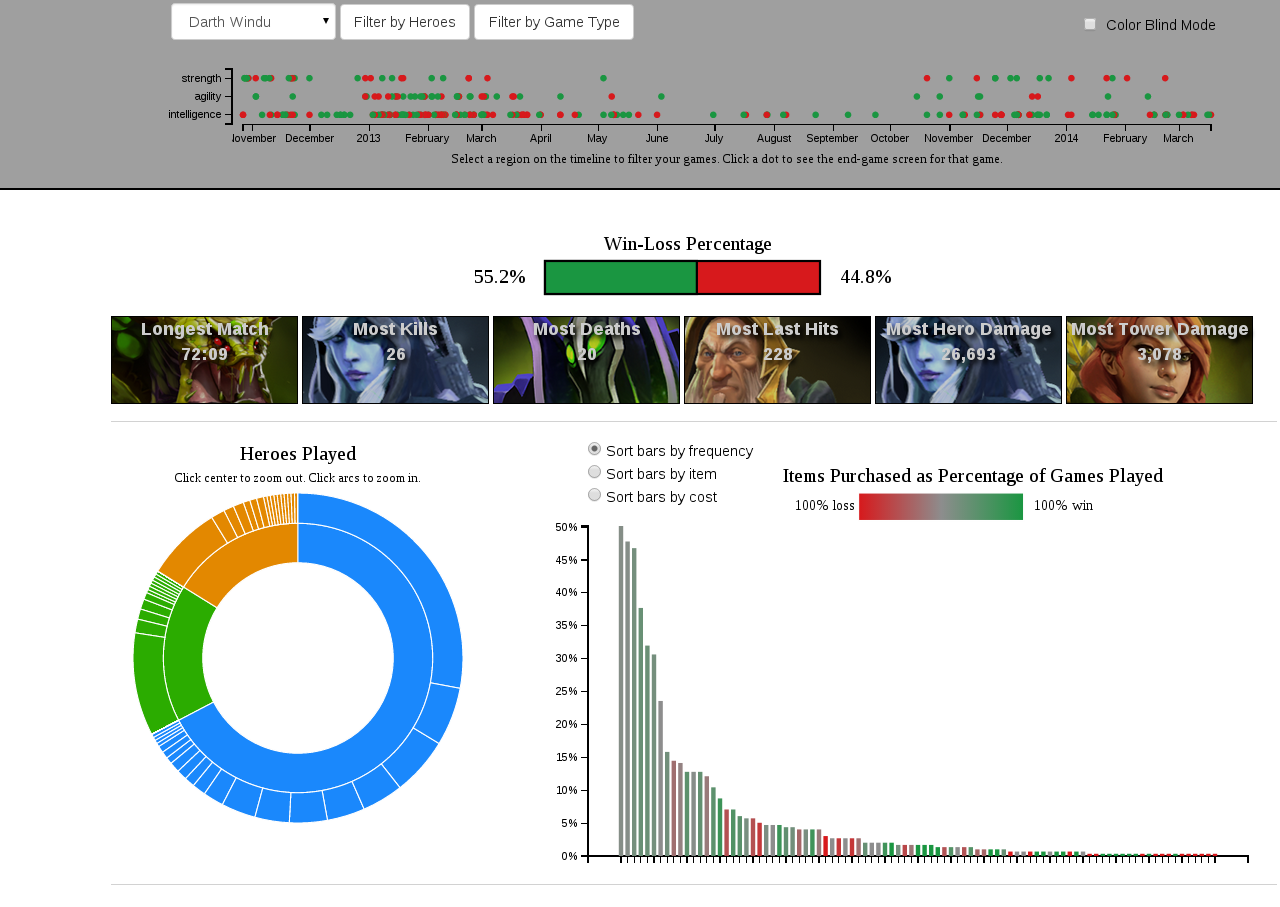 Darth Windu
Filter by Heroes
Filter by Game Type
Color Blind Mode
strength
agility
intelligence
lovember December 2013 February March April May June July August September October November December 2014 February March
Select a region on the timeline to filter your games. Click a dot to see the end-game screen for that game.
Win-Loss Percentage
55.2%
44.8%
Longest Match
72:09
Most Kills
26
Most Deaths
20
Most Last Hits
228
Most Hero Damage
26,693
Most Tower Damage
3,078
Heroes Played
Click center to zoom out. Click arcs to zoom in.
Sort bars by frequency
Sort bars by item
Sort bars by cost
Items Purchased as Percentage of Games Played
100% loss
100% win
50%
45%
40%
35%
30%
25%
20%
15%
10%
5%
0%